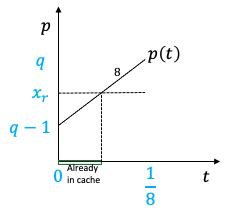 p
q
8
p(t)
x_r
q − 1
Already
in cache
0
1/8
t